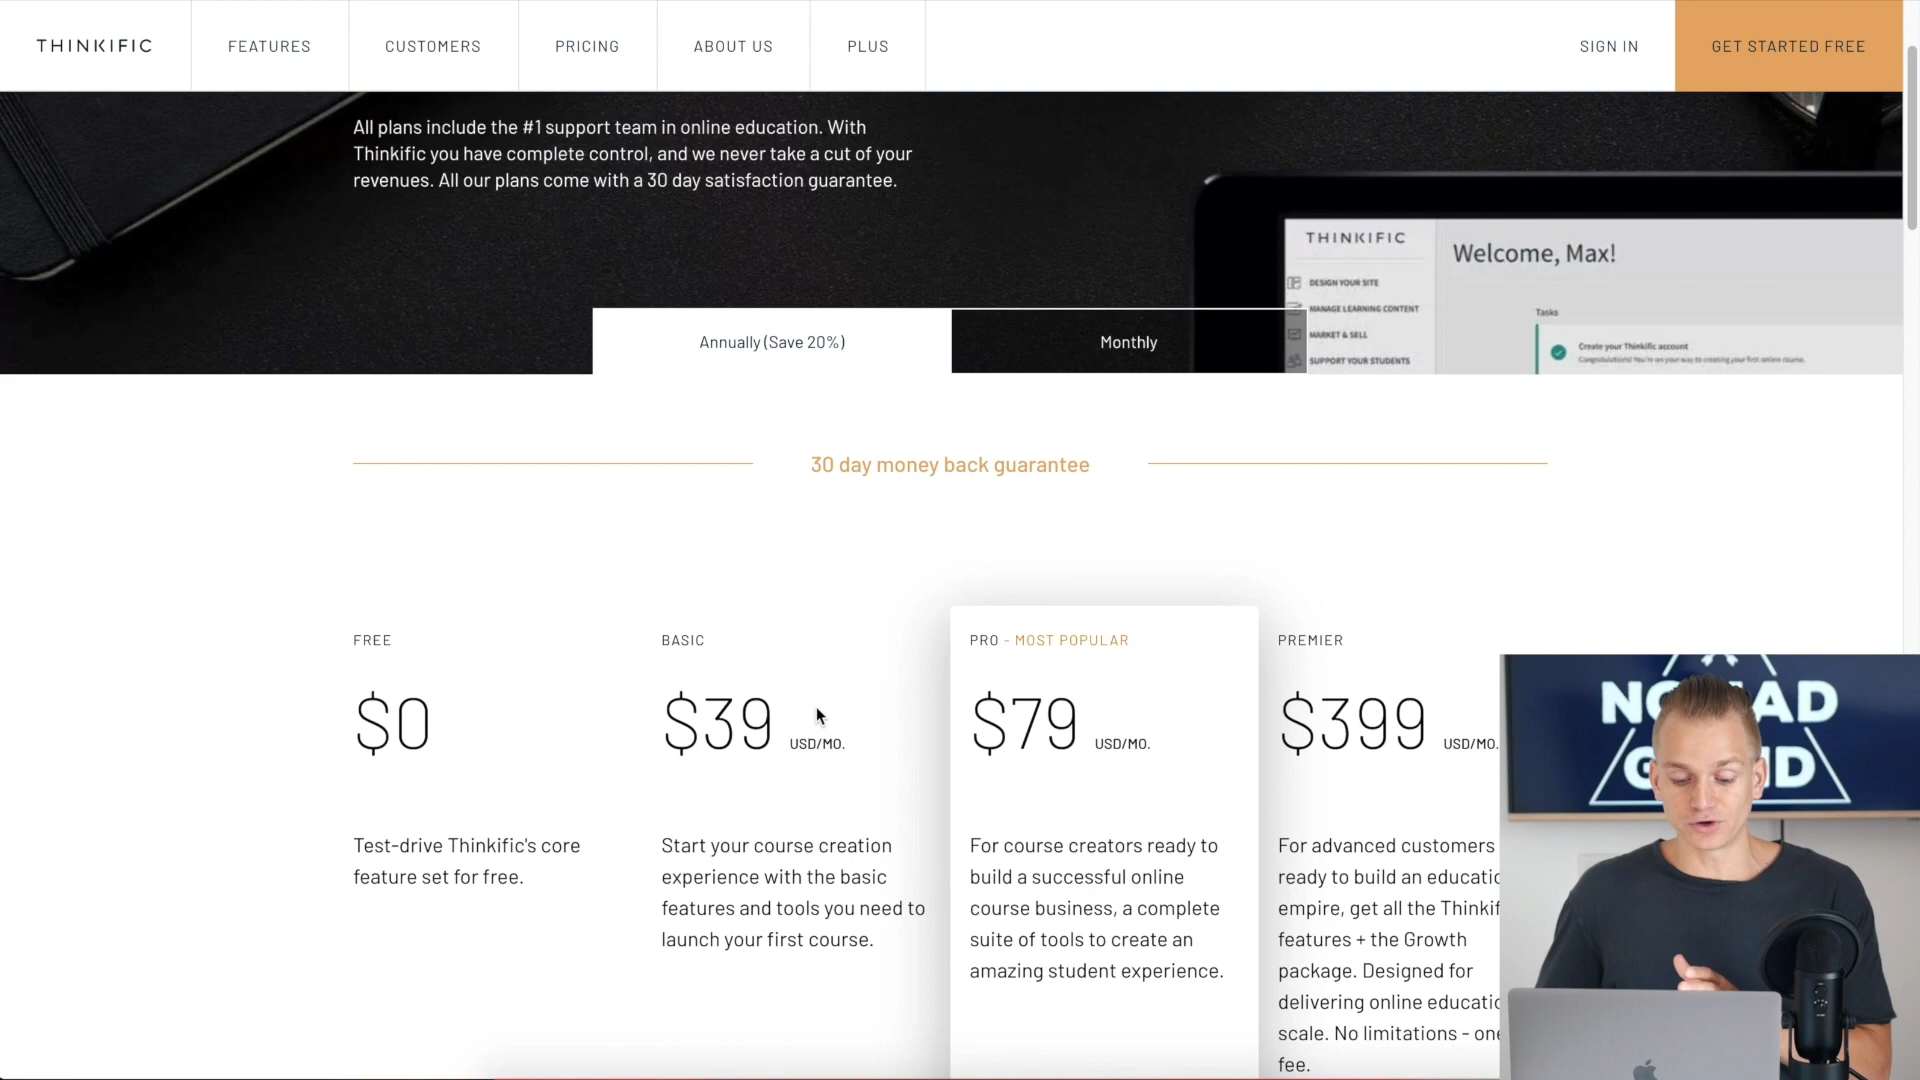 THINKIFIC
FEATURES
CUSTOMERS
PRICING
ABOUT US
PLUS
SIGN IN
GET STARTED FREE
All plans include the #1 support team in online education. With
Thinkific you have complete control, and we never take a cut of your
revenues. All our plans come with a 30 day satisfaction guarantee.
THINKIFIC
DESIGN YOUR SITE
MANAGE LEARNING CONTENT
MARKET & SELL
SUPPORT YOUR STUDENTS
Welcome, Max!
Tasks
Create your Thinkific account
Congratulations! You're on your way to creating your first online course.
Annually (Save 20%)
Monthly
30 day money back guarantee
FREE
$0
Test-drive Thinkific's core
feature set for free.
BASIC
$39 USD/MO.
Start your course creation
experience with the basic
features and tools you need to
launch your first course.
PRO - MOST POPULAR
$79 USD/MO.
For course creators ready to
build a successful online
course business, a complete
suite of tools to create an
amazing student experience.
PREMIER
$399 USD/MO.
For advanced customers
ready to build an educatio
empire, get all the Thinkif
features + the Growth
package. Designed for
delivering online educatio
scale. No limitations - one
fee.